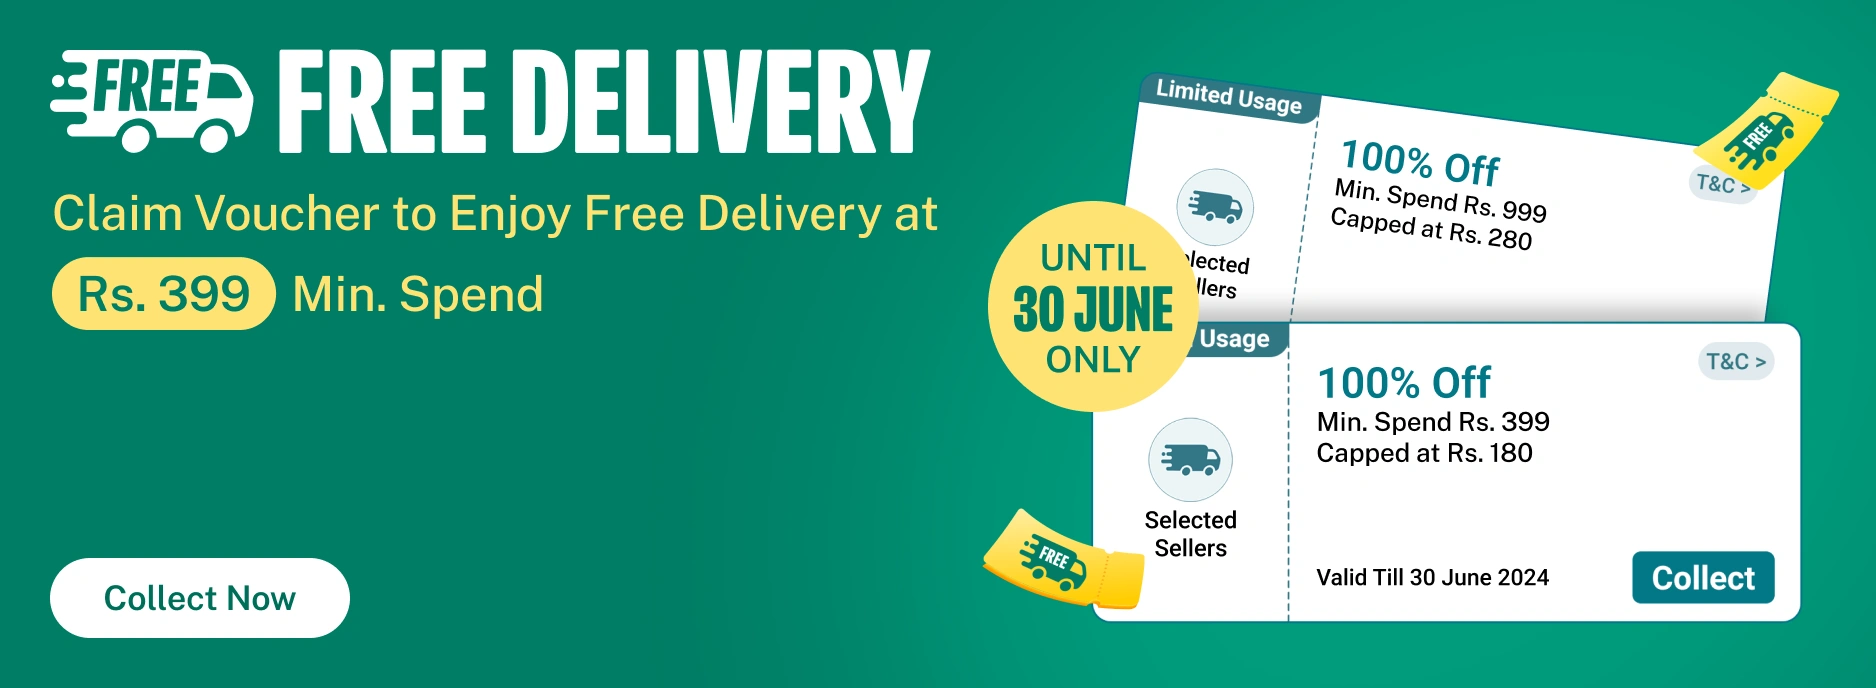 FREE
FREE DELIVERY
Claim Voucher to Enjoy Free Delivery at
Rs. 399 Min. Spend
Collect Now
UNTIL
30 JUNE
ONLY
Limited Usage
100% Off
Min. Spend Rs. 999
Capped at Rs. 280
T&C >
lected
llers
FREE
Usage
100% Off
Min. Spend Rs. 399
Capped at Rs. 180
T&C >
Selected
Sellers
Valid Till 30 June 2024
Collect
FREE